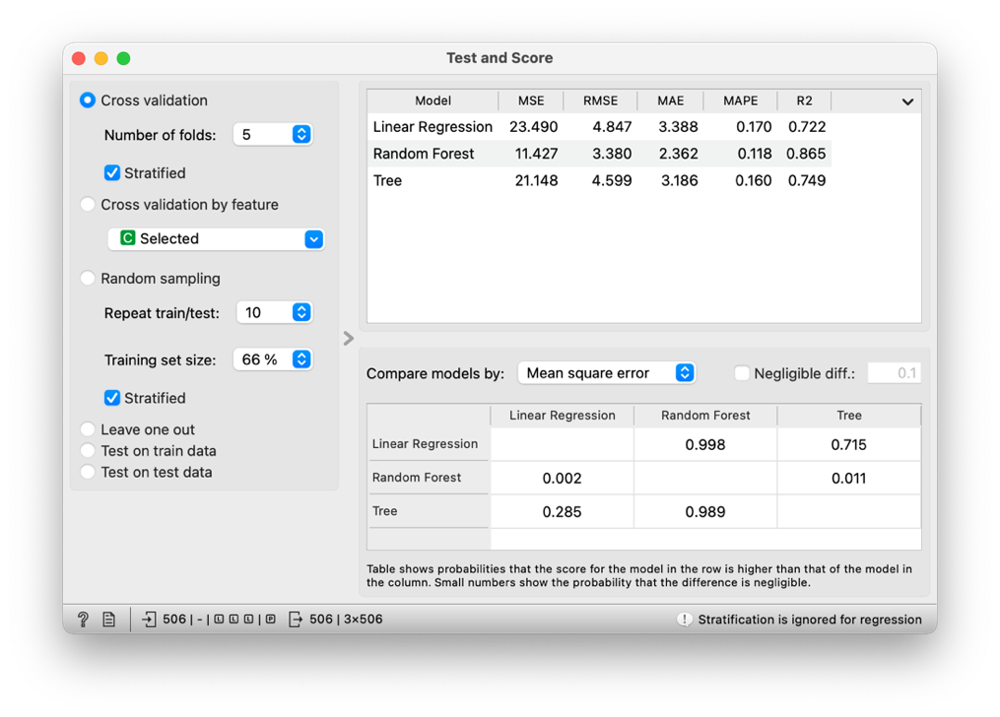 Test and Score
Cross validation
Number of folds: 5
Stratified
Cross validation by feature
C Selected
Random sampling
Repeat train/test: 10
Training set size: 66 %
Stratified
Leave one out
Test on train data
Test on test data
Model MSE RMSE MAE MAPE R2
Linear Regression 23.490 4.847 3.388 0.170 0.722
Random Forest 11.427 3.380 2.362 0.118 0.865
Tree 21.148 4.599 3.186 0.160 0.749
Compare models by: Mean square error Negligible diff.: 0.1
Linear Regression Random Forest Tree
Linear Regression 0.998 0.715
Random Forest 0.002 0.011
Tree 0.285 0.989
Table shows probabilities that the score for the model in the row is higher than that of the model in
the column. Small numbers show the probability that the difference is negligible.
? 506 | - | L L L | P 506 | 3×506 ! Stratification is ignored for regression